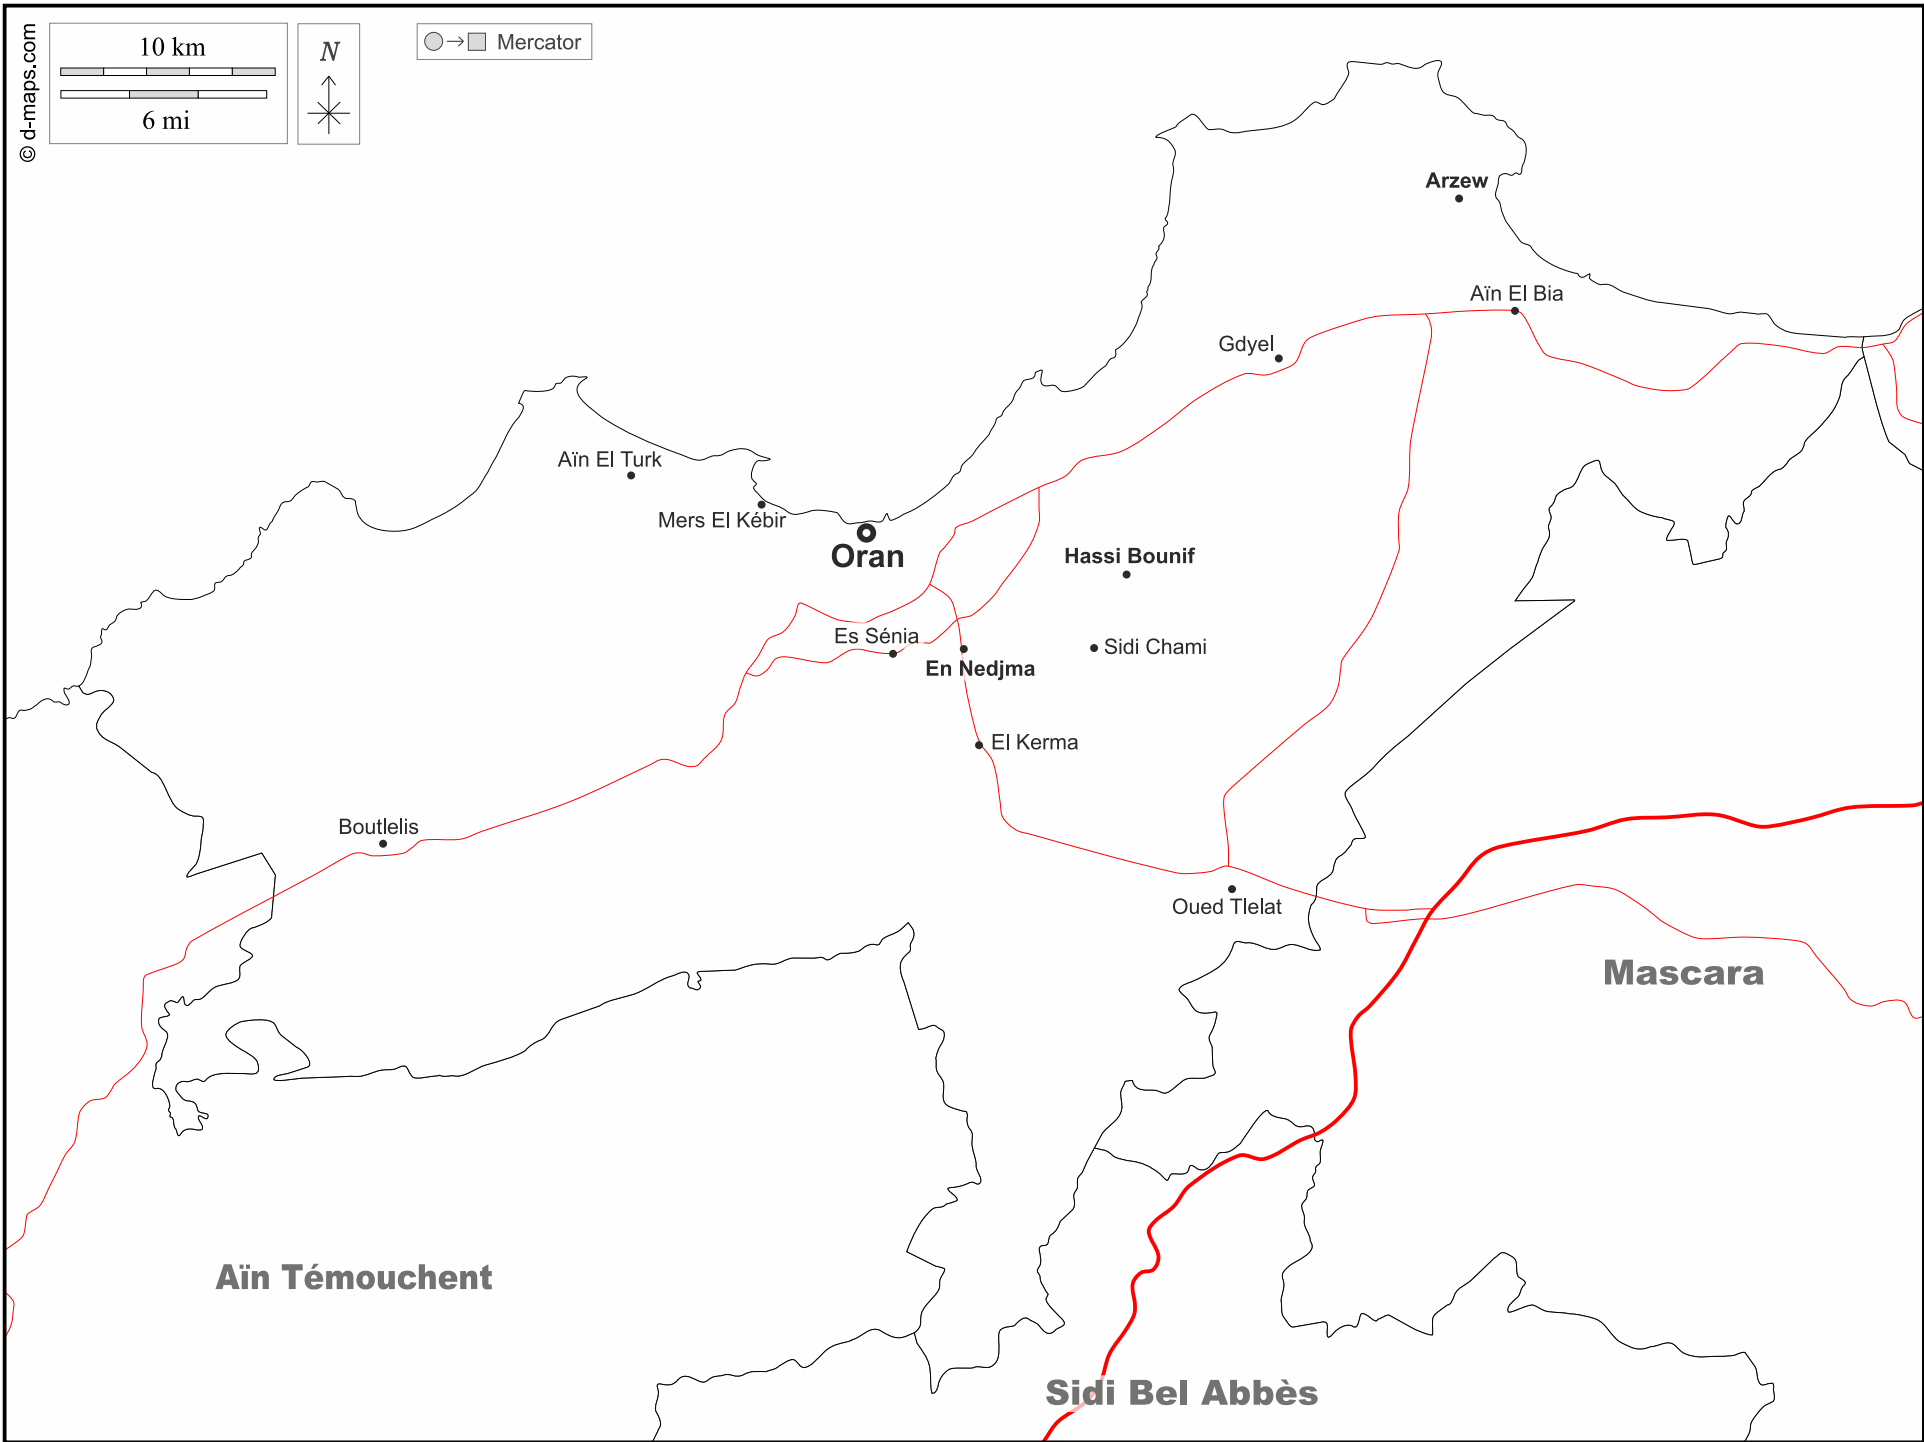 © d-maps.com
10 km
6 mi
N
Mercator
Arzew
Aïn El Bia
Gdyel
Aïn El Turk
Mers El Kébir
Oran
Hassi Bounif
Es Sénia
Sidi Chami
En Nedjma
El Kerma
Boutlelis
Oued Tlelat
Mascara
Aïn Témouchent
Sidi Bel Abbès